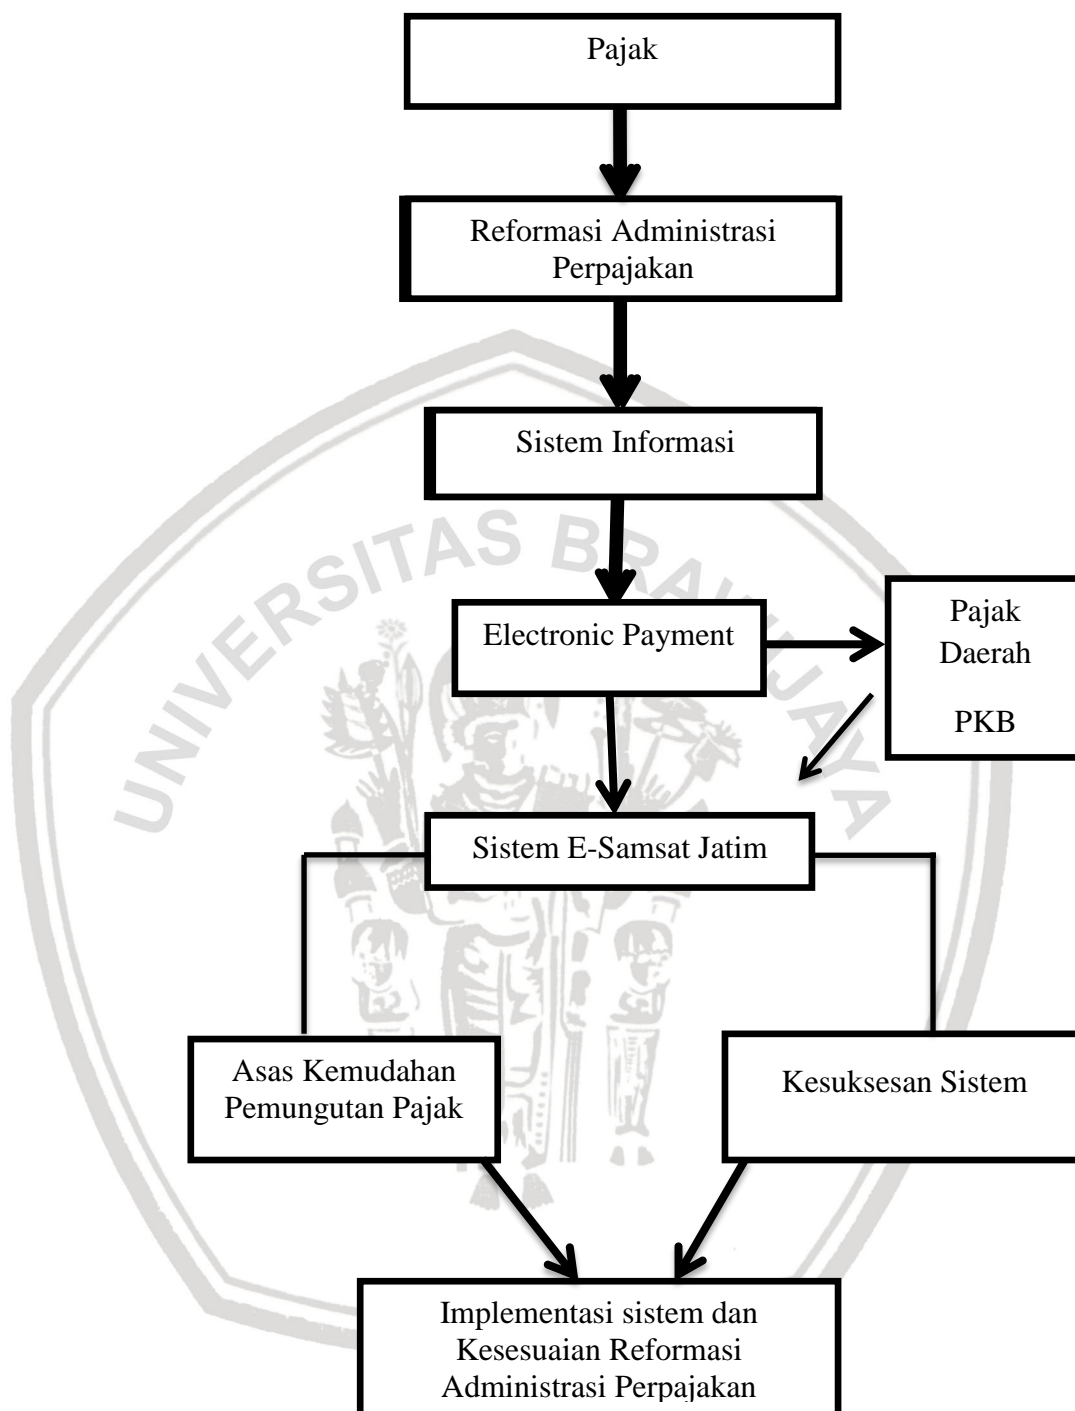 Pajak
Reformasi Administrasi
Perpajakan
Sistem Informasi
UNIVERSITAS BRAWIJAYA
Electronic Payment
Pajak
Daerah
PKB
Sistem E-Samsat Jatim
Asas Kemudahan
Pemungutan Pajak
Kesuksesan Sistem
Implementasi sistem dan
Kesesuaian Reformasi
Administrasi Perpajakan